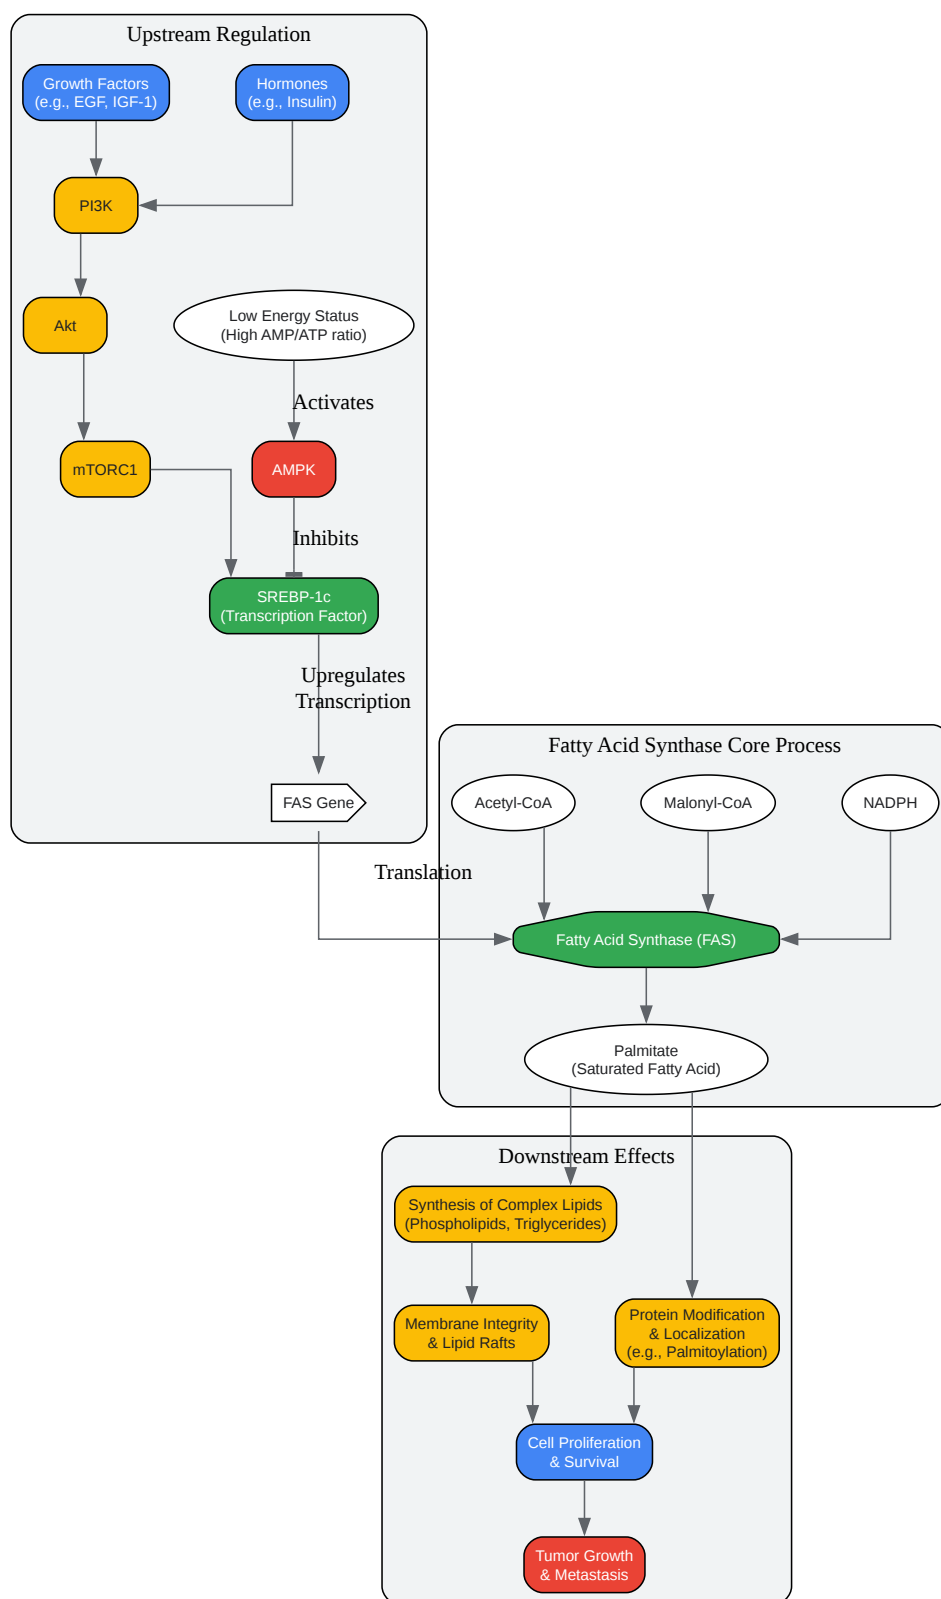 Upstream Regulation
Growth Factors
(e.g., EGF, IGF-1)
Hormones
(e.g., Insulin)
PI3K
Akt
Low Energy Status
(High AMP/ATP ratio)
Activates
mTORC1
AMPK
Inhibits
SREBP-1c
(Transcription Factor)
Upregulates
Transcription
FAS Gene
Translation
Fatty Acid Synthase Core Process
Acetyl-CoA
Malonyl-CoA
NADPH
Fatty Acid Synthase (FAS)
Palmitate
(Saturated Fatty Acid)
Downstream Effects
Synthesis of Complex Lipids
(Phospholipids, Triglycerides)
Membrane Integrity
& Lipid Rafts
Protein Modification
& Localization
(e.g., Palmitoylation)
Cell Proliferation
& Survival
Tumor Growth
& Metastasis